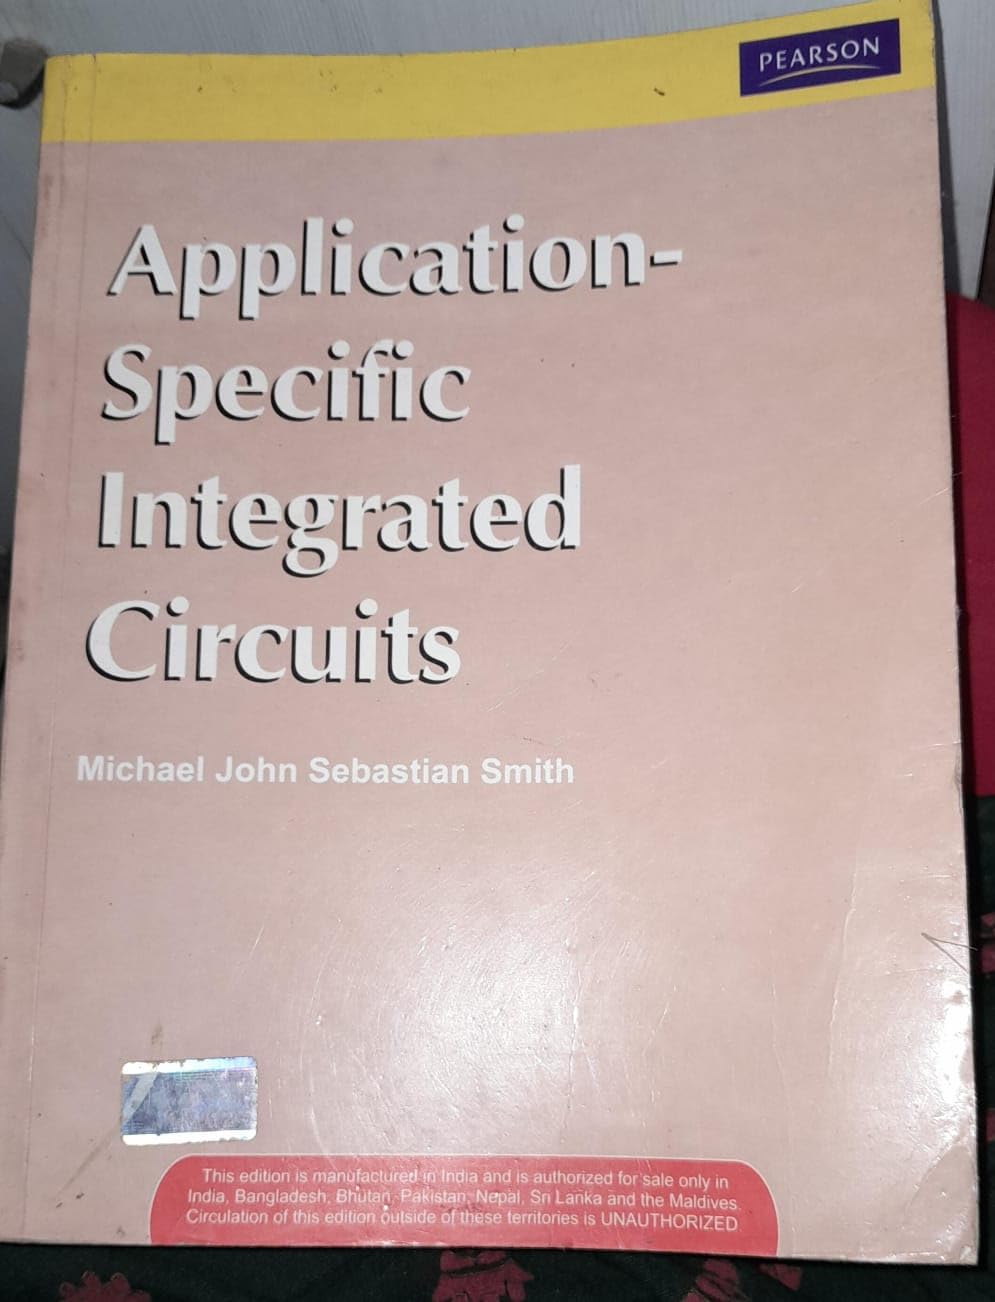 PEARSON
Application-
Specific
Integrated
Circuits
Michael John Sebastian Smith
This edition is manufactured in India and is authorized for sale only in
India, Bangladesh, Bhutan, Pakistan, Nepal, Sri Lanka and the Maldives.
Circulation of this edition outside of these territories is UNAUTHORIZED